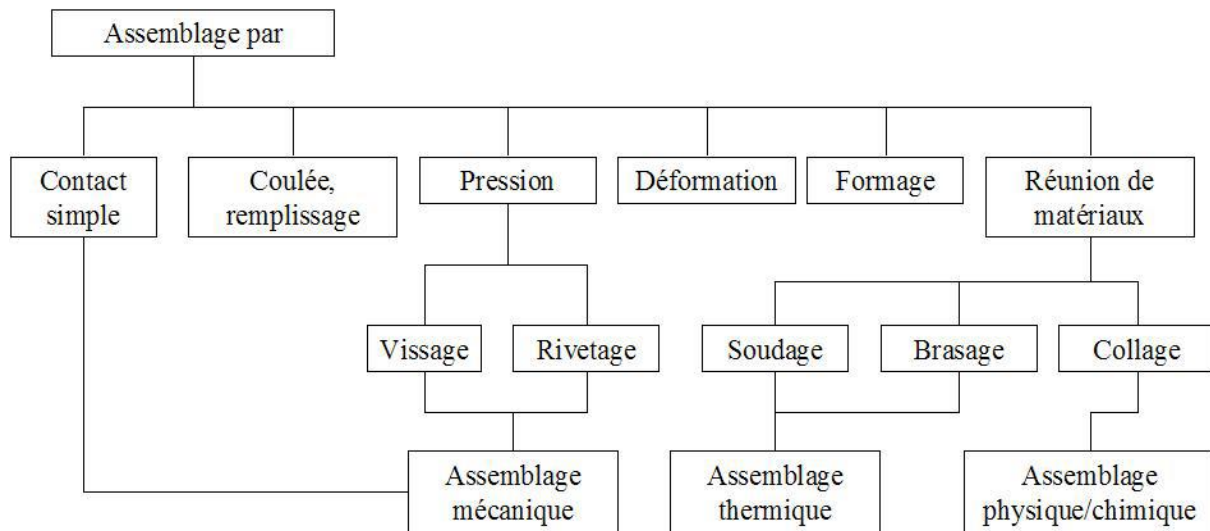 Assemblage par
Contact
simple
Coulée,
remplissage
Pression
Déformation
Formage
Réunion de
matériaux
Vissage
Rivetage
Soudage
Brasage
Collage
Assemblage
mécanique
Assemblage
thermique
Assemblage
physique/chimique